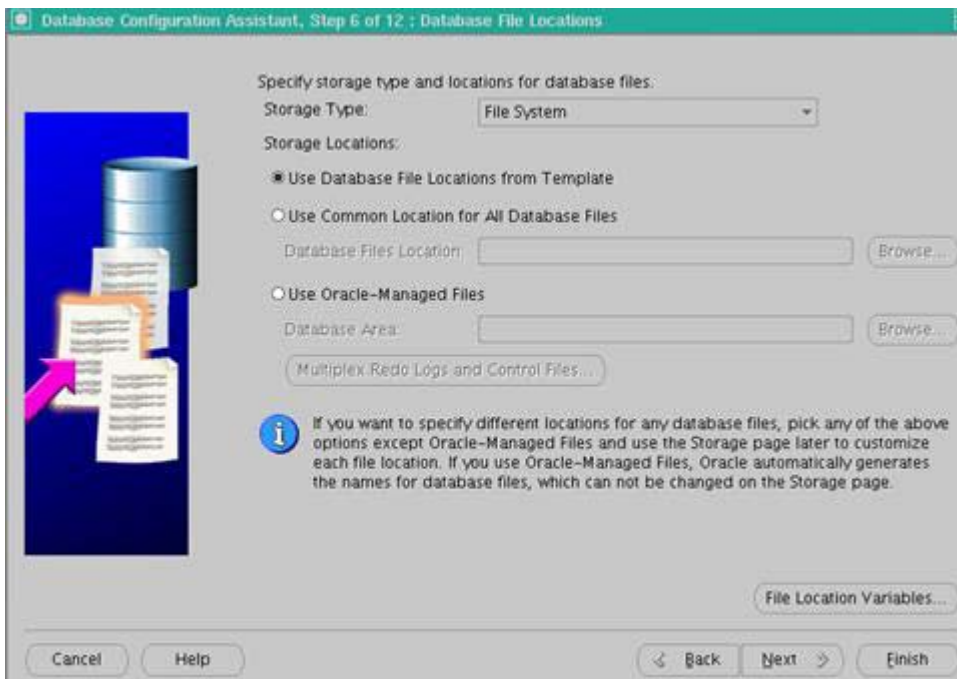 Database Configuration Assistant, Step 6 of 12 : Database File Locations
Specify storage type and locations for database files.
Storage Type: File System
Storage Locations:
Use Database File Locations from Template
Use Common Location for All Database Files
Database Files Location: Browse...
Use Oracle-Managed Files
Database Area: Browse...
Multiplex Redo Logs and Control Files...
If you want to specify different locations for any database files, pick any of the above
options except Oracle-Managed Files and use the Storage page later to customize
each file location. If you use Oracle-Managed Files, Oracle automatically generates
the names for database files, which can not be changed on the Storage page.
File Location Variables...
Cancel Help Back Next Finish